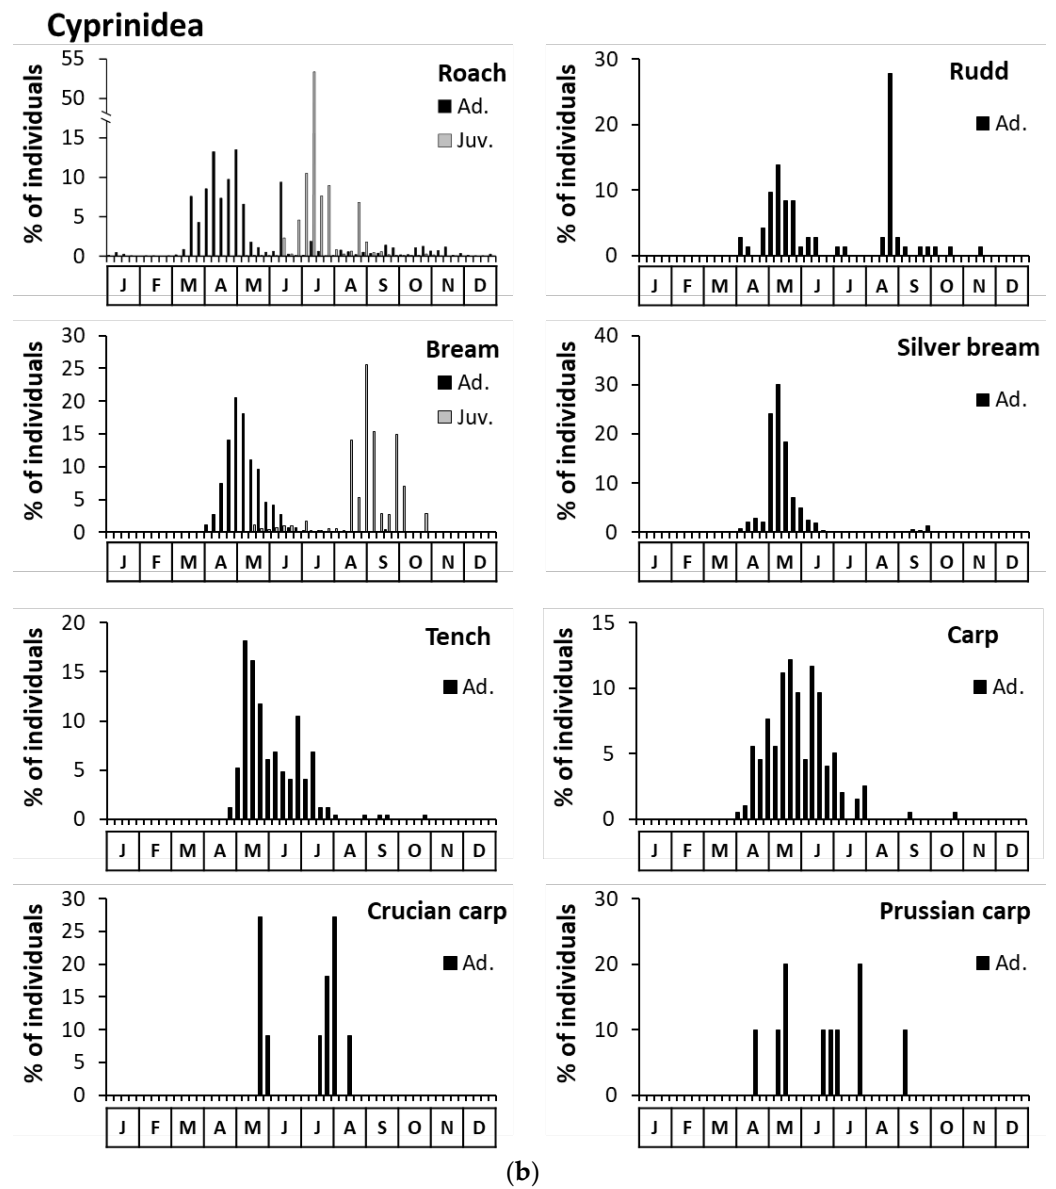 Cyprinidea
% of individuals
55
50
15
10
5
0
Roach
Ad.
Juv.
J F M A M J J A S O N D
% of individuals
30
20
10
0
Rudd
Ad.
J F M A M J J A S O N D
% of individuals
30
25
20
15
10
5
0
Bream
Ad.
Juv.
J F M A M J J A S O N D
% of individuals
40
30
20
10
0
Silver bream
Ad.
J F M A M J J A S O N D
% of individuals
20
15
10
5
0
Tench
Ad.
J F M A M J J A S O N D
% of individuals
15
10
5
0
Carp
Ad.
J F M A M J J A S O N D
% of individuals
30
25
20
10
5
0
Crucian carp
Ad.
J F M A M J J A S O N D
% of individuals
30
20
10
0
Prussian carp
Ad.
J F M A M J J A S O N D
(b)